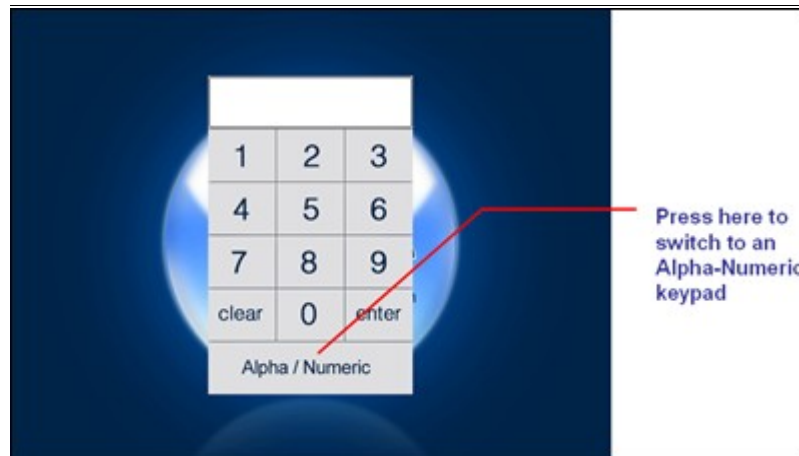 1 2 3
4 5 6
7 8 9
clear 0 enter
Alpha / Numeric
Press here to
switch to an
Alpha-Numeric
keypad